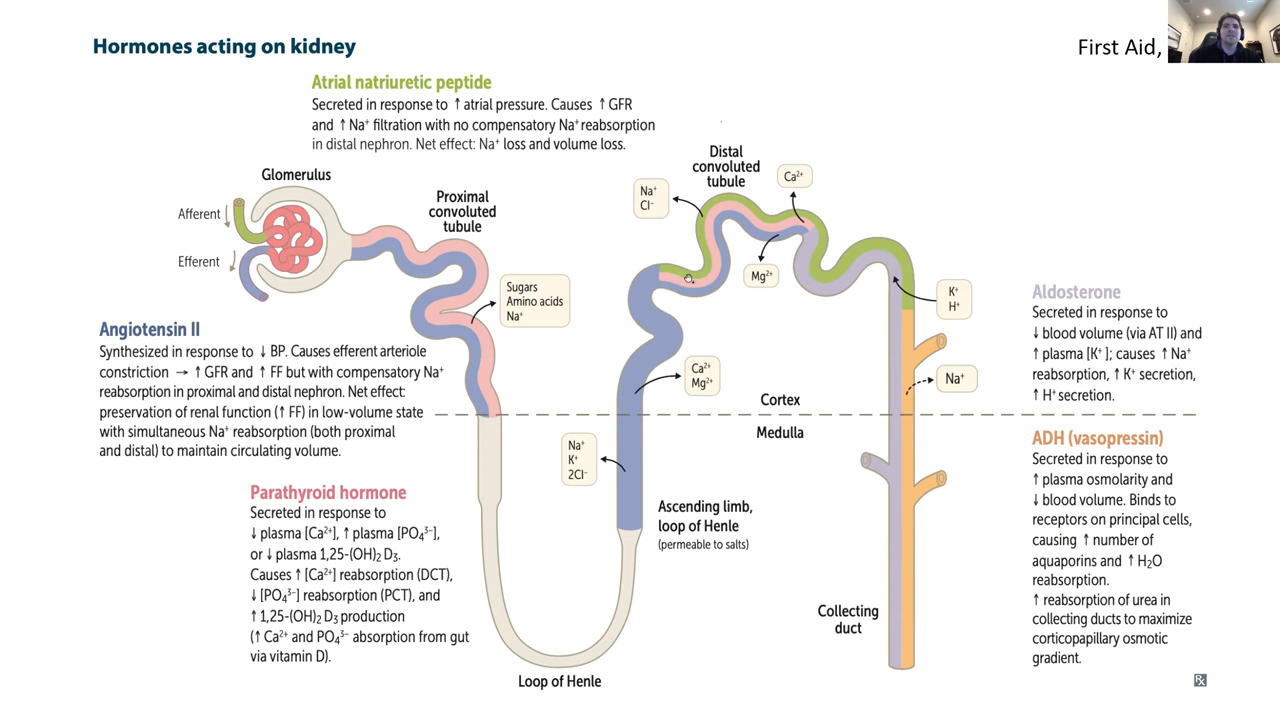 Hormones acting on kidney
First Aid,
Atrial natriuretic peptide
Secreted in response to ↑ atrial pressure. Causes ↑ GFR
and ↑ Na⁺ filtration with no compensatory Na⁺ reabsorption
in distal nephron. Net effect: Na⁺ loss and volume loss.
Glomerulus
Afferent
Efferent
Proximal
convoluted
tubule
Sugars
Amino acids
Na⁺
Distal
convoluted
tubule
Na⁺
Cl⁻
Ca²⁺
Mg²⁺
K⁺
H⁺
Ca²⁺
Mg²⁺
Na⁺
Cortex
Medulla
Na⁺
K⁺
2Cl⁻
Ascending limb,
loop of Henle
(permeable to salts)
Collecting
duct
Loop of Henle
Angiotensin II
Synthesized in response to ↓ BP. Causes efferent arteriole
constriction → ↑ GFR and ↑ FF but with compensatory Na⁺
reabsorption in proximal and distal nephron. Net effect:
preservation of renal function (↑ FF) in low-volume state
with simultaneous Na⁺ reabsorption (both proximal
and distal) to maintain circulating volume.
Parathyroid hormone
Secreted in response to
↓ plasma [Ca²⁺], ↑ plasma [PO₄³⁻],
or ↓ plasma 1,25-(OH)₂ D₃.
Causes ↑ [Ca²⁺] reabsorption (DCT),
↓ [PO₄³⁻] reabsorption (PCT), and
↑ 1,25-(OH)₂ D₃ production
(↑ Ca²⁺ and PO₄³⁻ absorption from gut
via vitamin D).
Aldosterone
Secreted in response to
↓ blood volume (via AT II) and
↑ plasma [K⁺]; causes ↑ Na⁺
reabsorption, ↑ K⁺ secretion,
↑ H⁺ secretion.
ADH (vasopressin)
Secreted in response to
↑ plasma osmolarity and
↓ blood volume. Binds to
receptors on principal cells,
causing ↑ number of
aquaporins and ↑ H₂O
reabsorption.
↑ reabsorption of urea in
collecting ducts to maximize
corticopapillary osmotic
gradient.
Rx